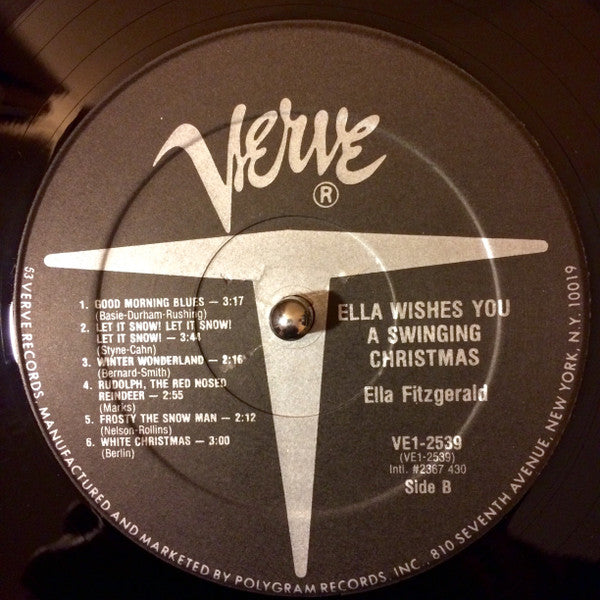 Verve
®
1. GOOD MORNING BLUES — 3:17
(Basie-Durham-Rushing)
2. LET IT SNOW! LET IT SNOW!
LET IT SNOW! — 3:44
(Styne-Cahn)
3. WINTER WONDERLAND — 2:16
(Bernard-Smith)
4. RUDOLPH, THE RED NOSED
REINDEER — 2:55
(Marks)
5. FROSTY THE SNOW MAN — 2:12
(Nelson-Rollins)
6. WHITE CHRISTMAS — 3:00
(Berlin)
ELLA WISHES YOU
A SWINGING
CHRISTMAS
Ella Fitzgerald
VE1-2539
(VE1-2539)
Intl. #2367 430
Side B
53 VERVE RECORDS. MANUFACTURED AND MARKETED BY POLYGRAM RECORDS, INC., 810 SEVENTH AVENUE, NEW YORK, N.Y. 10019